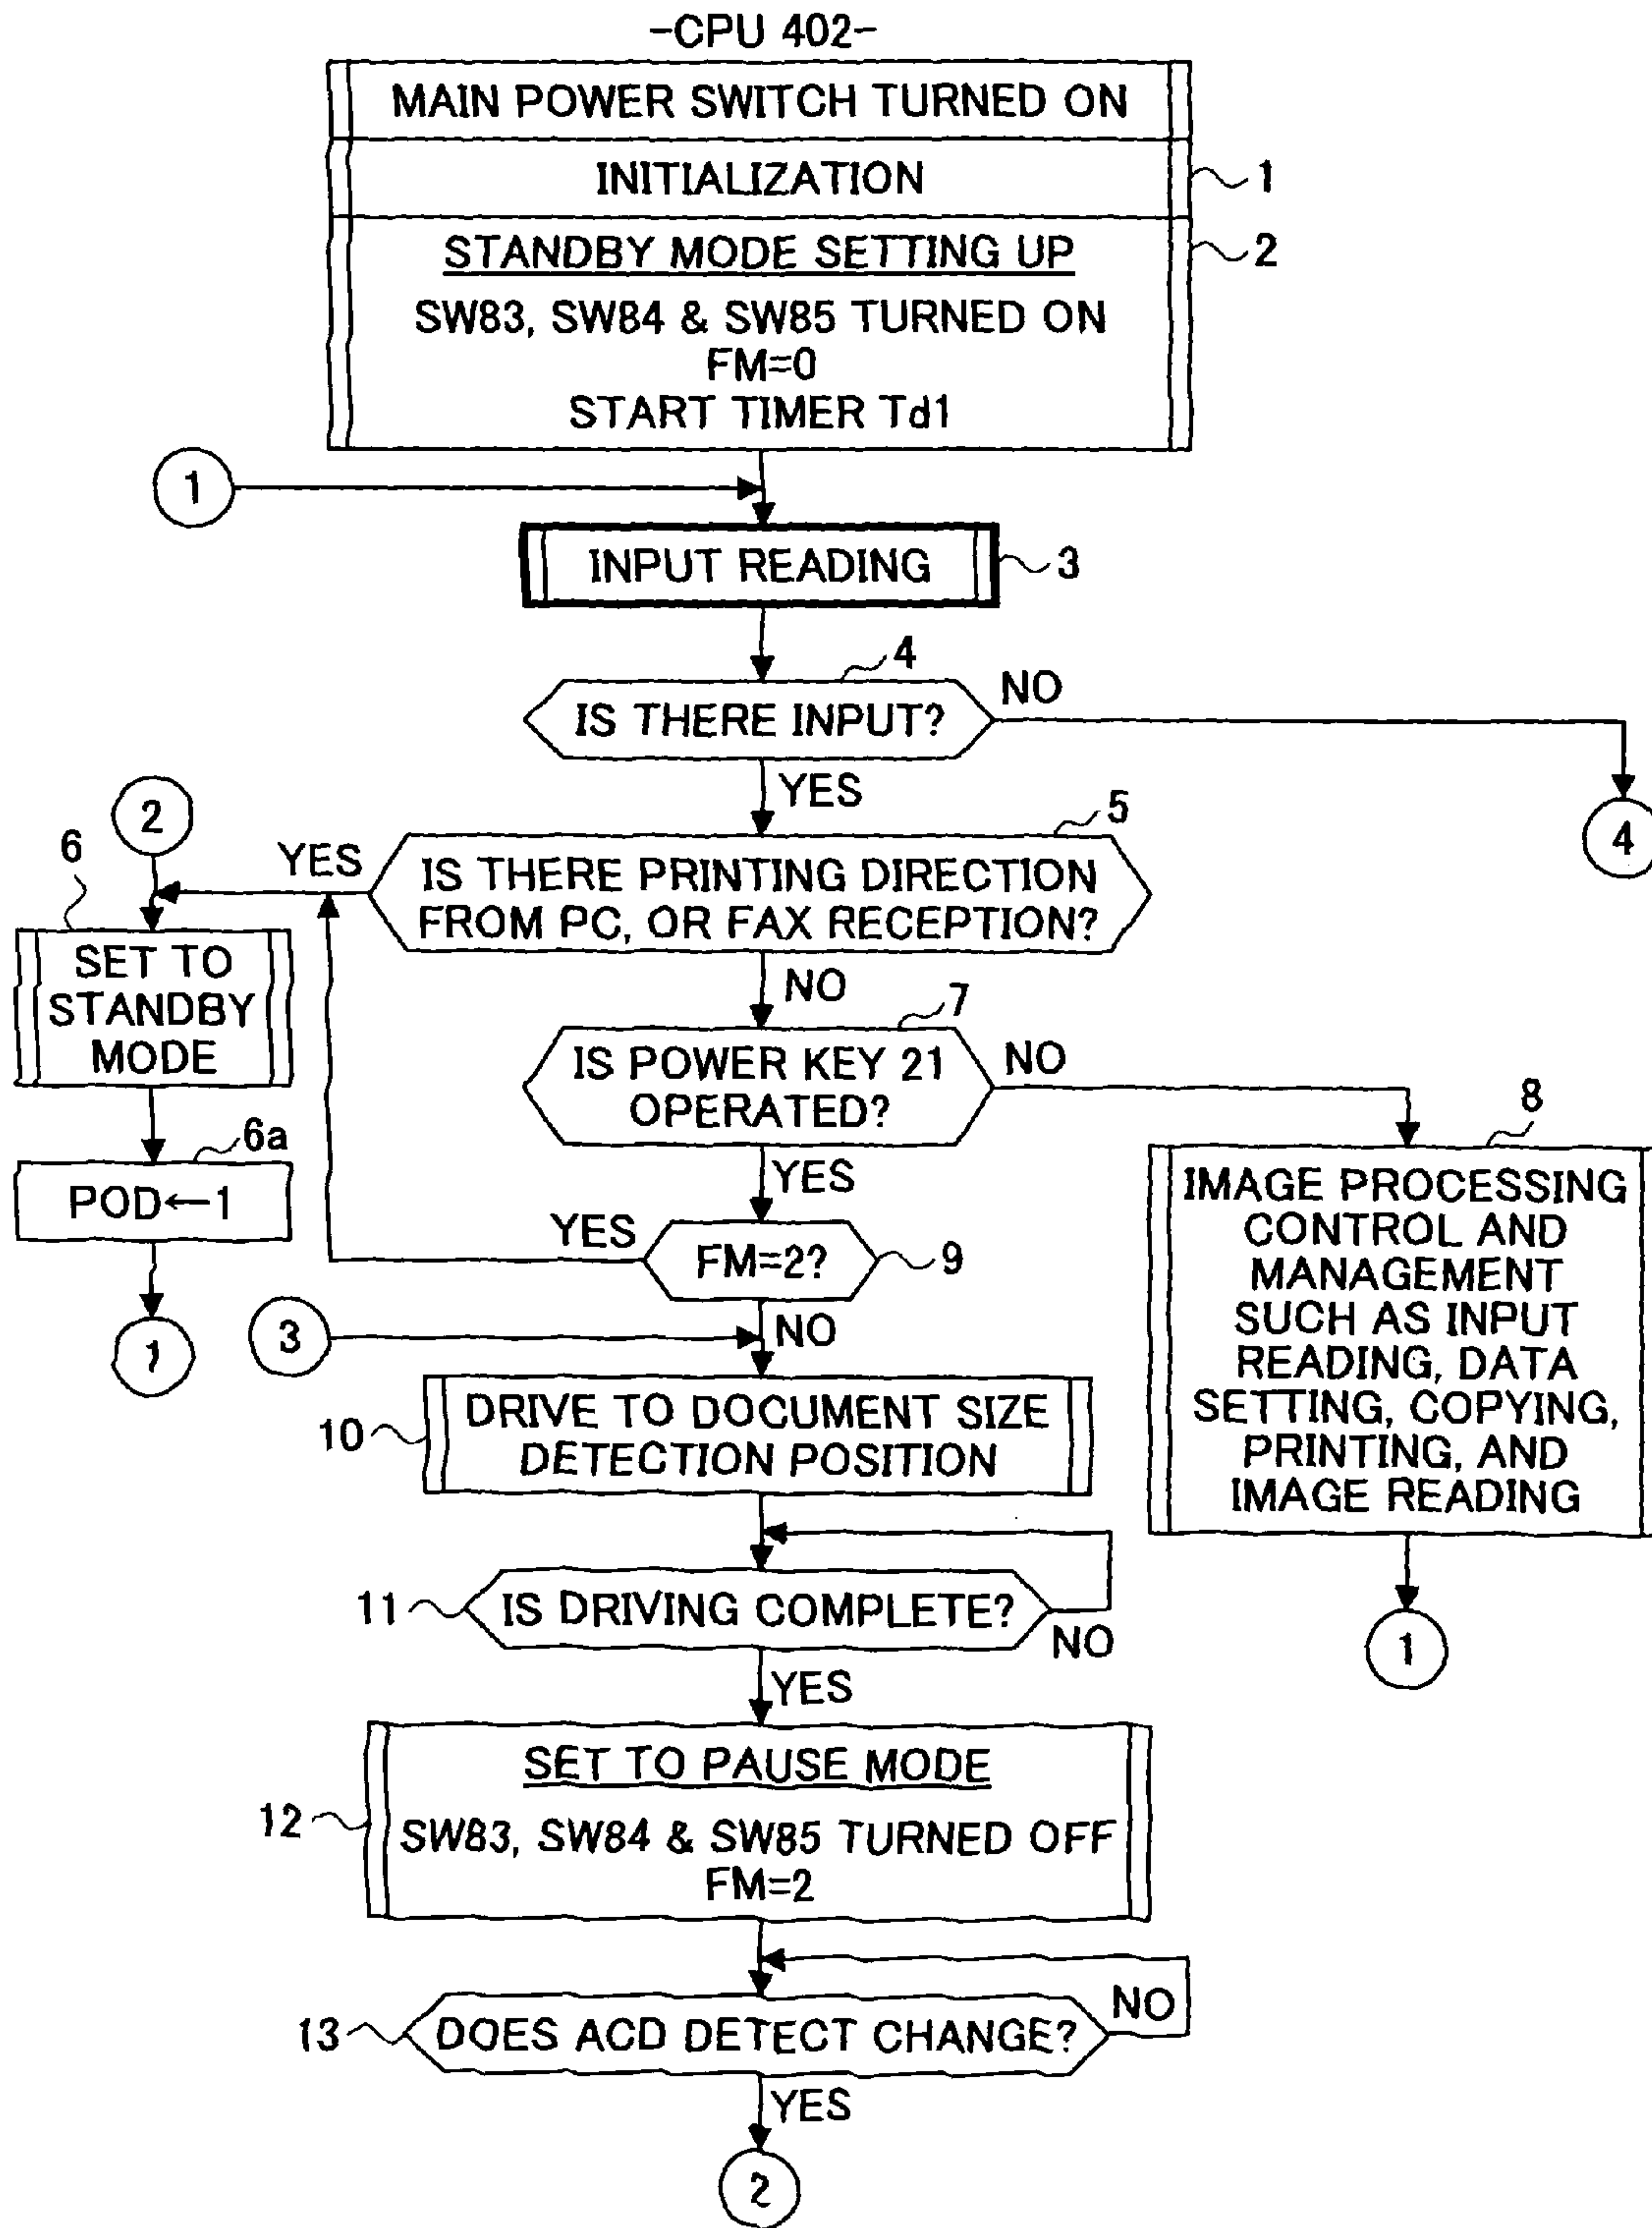 -CPU 402-
MAIN POWER SWITCH TURNED ON
INITIALIZATION
1
STANDBY MODE SETTING UP
2
SW83, SW84 & SW85 TURNED ON
FM=0
START TIMER Td1
1
INPUT READING
3
4
IS THERE INPUT?
NO
YES
4
2
5
6
YES
IS THERE PRINTING DIRECTION
FROM PC, OR FAX RECEPTION?
SET TO
STANDBY
MODE
NO
7
IS POWER KEY 21
OPERATED?
NO
8
6a
POD←1
YES
IMAGE PROCESSING
CONTROL AND
MANAGEMENT
SUCH AS INPUT
READING, DATA
SETTING, COPYING,
PRINTING, AND
IMAGE READING
YES
FM=2?
9
1
3
NO
10
DRIVE TO DOCUMENT SIZE
DETECTION POSITION
11
IS DRIVING COMPLETE?
NO
1
YES
SET TO PAUSE MODE
12
SW83, SW84 & SW85 TURNED OFF
FM=2
NO
13
DOES ACD DETECT CHANGE?
YES
2